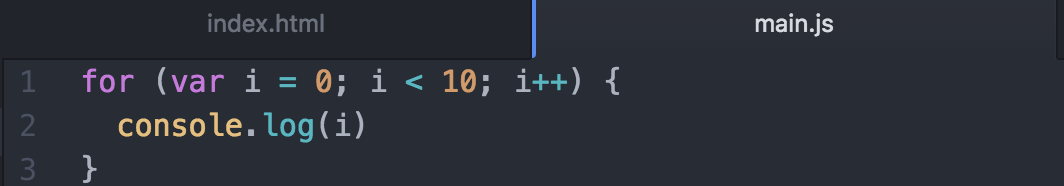 index.html main.js
1 for (var i = 0; i < 10; i++) {
2   console.log(i)
3 }